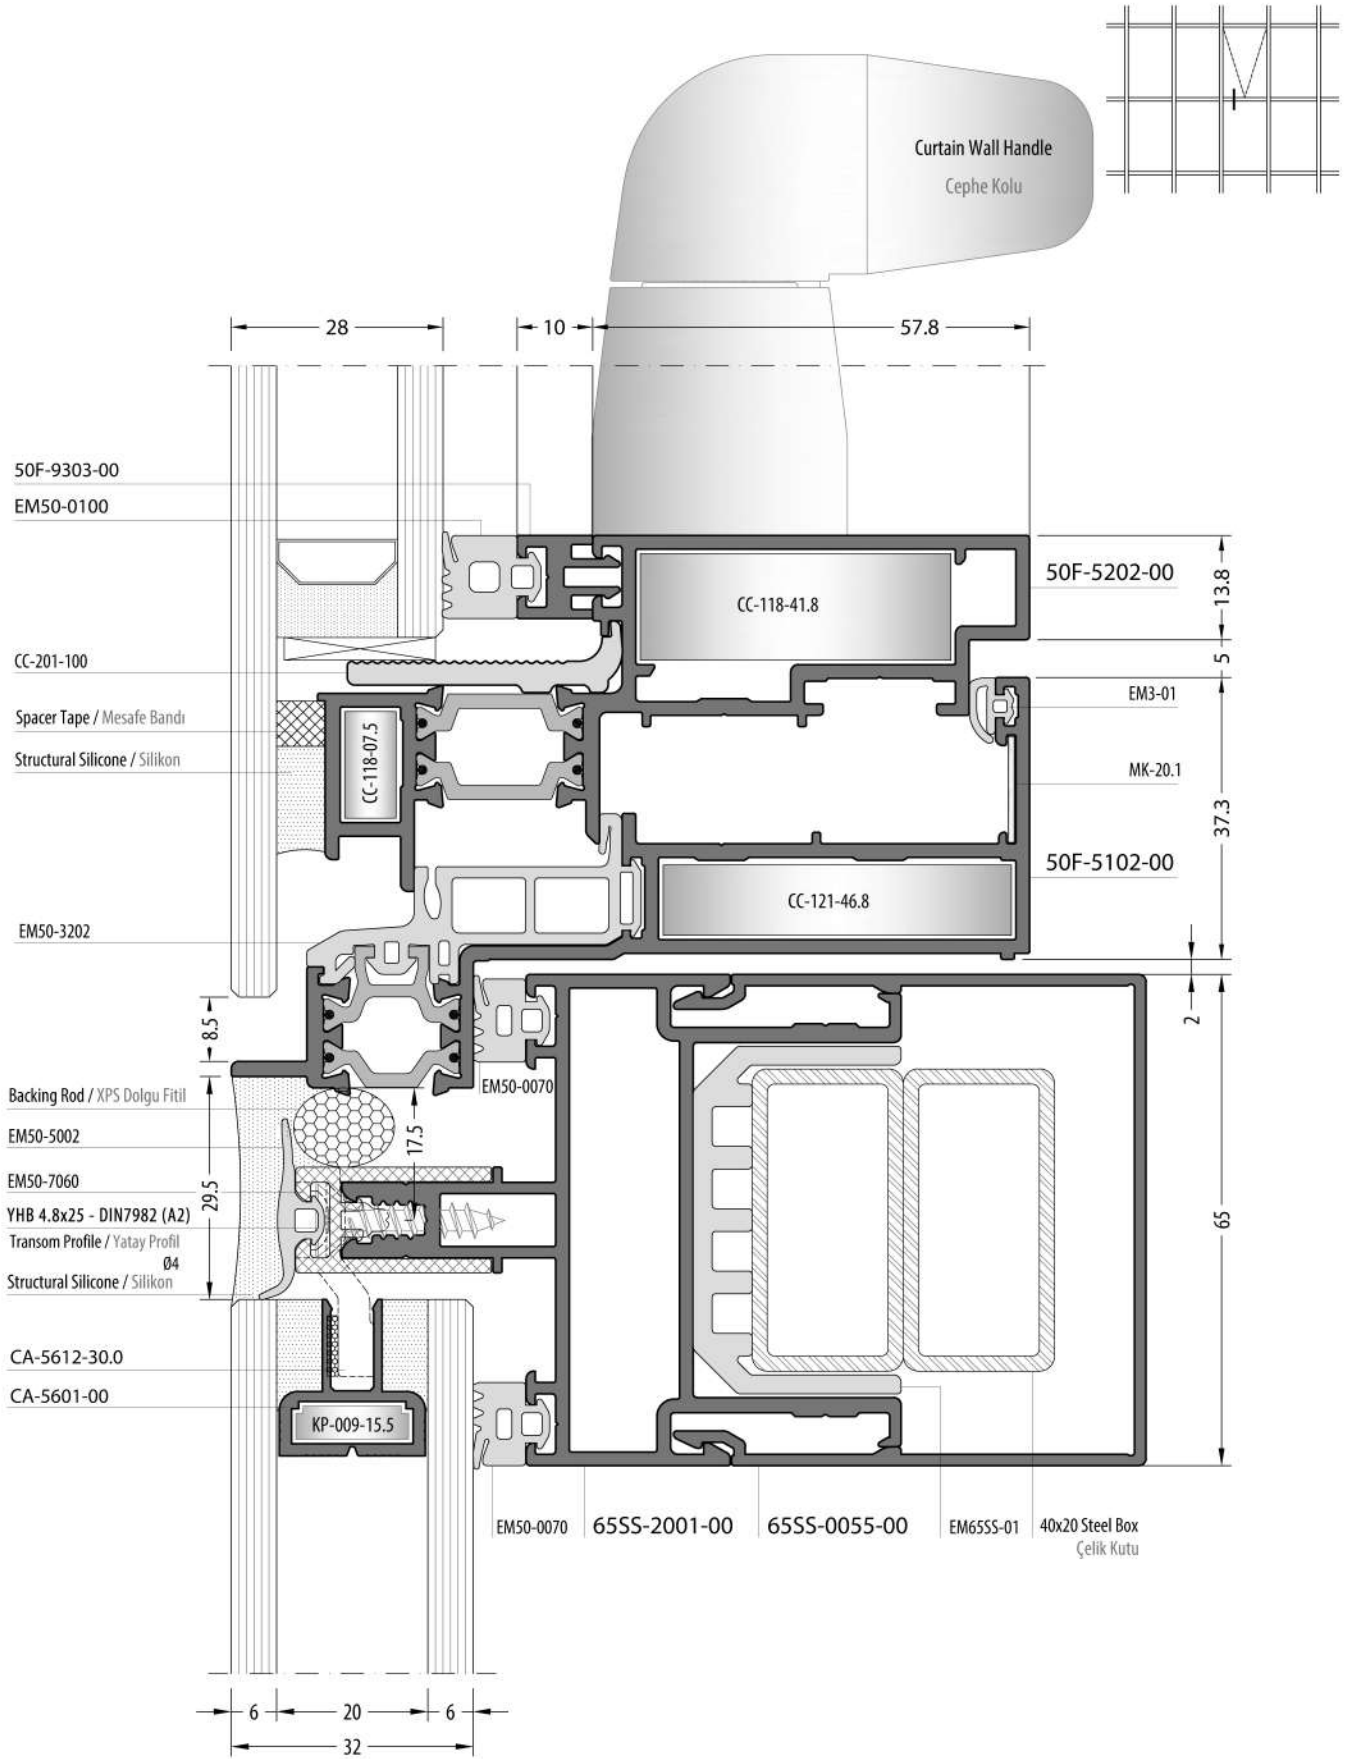 Curtain Wall Handle
Cephe Kolu
28
10
57.8
50F-9303-00
EM50-0100
50F-5202-00
13.8
CC-118-41.8
5
CC-201-100
EM3-01
Spacer Tape / Mesafe Bandı
CC-118-07.5
Structural Silicone / Silikon
MK-20.1
37.3
50F-5102-00
CC-121-46.8
EM50-3202
2
8.5
EM50-0070
Backing Rod / XPS Dolgu Fitil
EM50-5002
17.5
EM50-7060
29.5
YHB 4.8x25 - DIN7982 (A2)
65
Transom Profile / Yatay Profil
Ø4
Structural Silicone / Silikon
CA-5612-30.0
CA-5601-00
KP-009-15.5
EM50-0070
65SS-2001-00
65SS-0055-00
EM65SS-01
40x20 Steel Box
Çelik Kutu
6
20
6
32